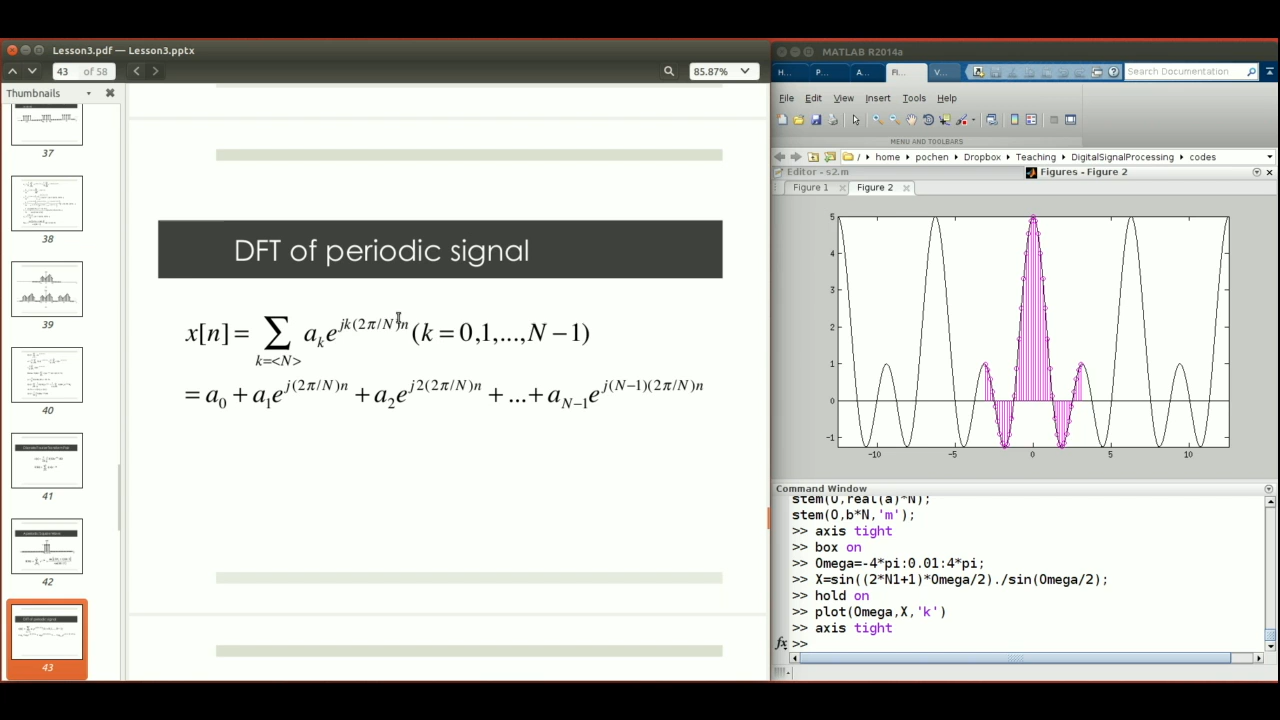 Lesson3.pdf — Lesson3.pptx
43 of 58
85.87%
Thumbnails
37
38
39
40
41
42
43
DFT of periodic signal
x[n] = ∑ a_k e^{jk(2π/N)n} (k = 0,1,...,N − 1)
k=<N>
= a_0 + a_1 e^{j(2π/N)n} + a_2 e^{j2(2π/N)n} + ... + a_{N−1} e^{j(N−1)(2π/N)n}
MATLAB R2014a
H... P... A... Fi... V... Search Documentation
File Edit View Insert Tools Help
MENU AND TOOLBARS
/ home pochen Dropbox Teaching DigitalSignalProcessing codes
Editor - s2.m Figures - Figure 2
Figure 1 Figure 2
5
4
3
2
1
0
-1
-10 -5 0 5 10
Command Window
stem(O,real(a)*N);
stem(O,b*N,'m');
>> axis tight
>> box on
>> Omega=-4*pi:0.01:4*pi;
>> X=sin((2*N1+1)*Omega/2)./sin(Omega/2);
>> hold on
>> plot(Omega,X,'k')
>> axis tight
fx >>